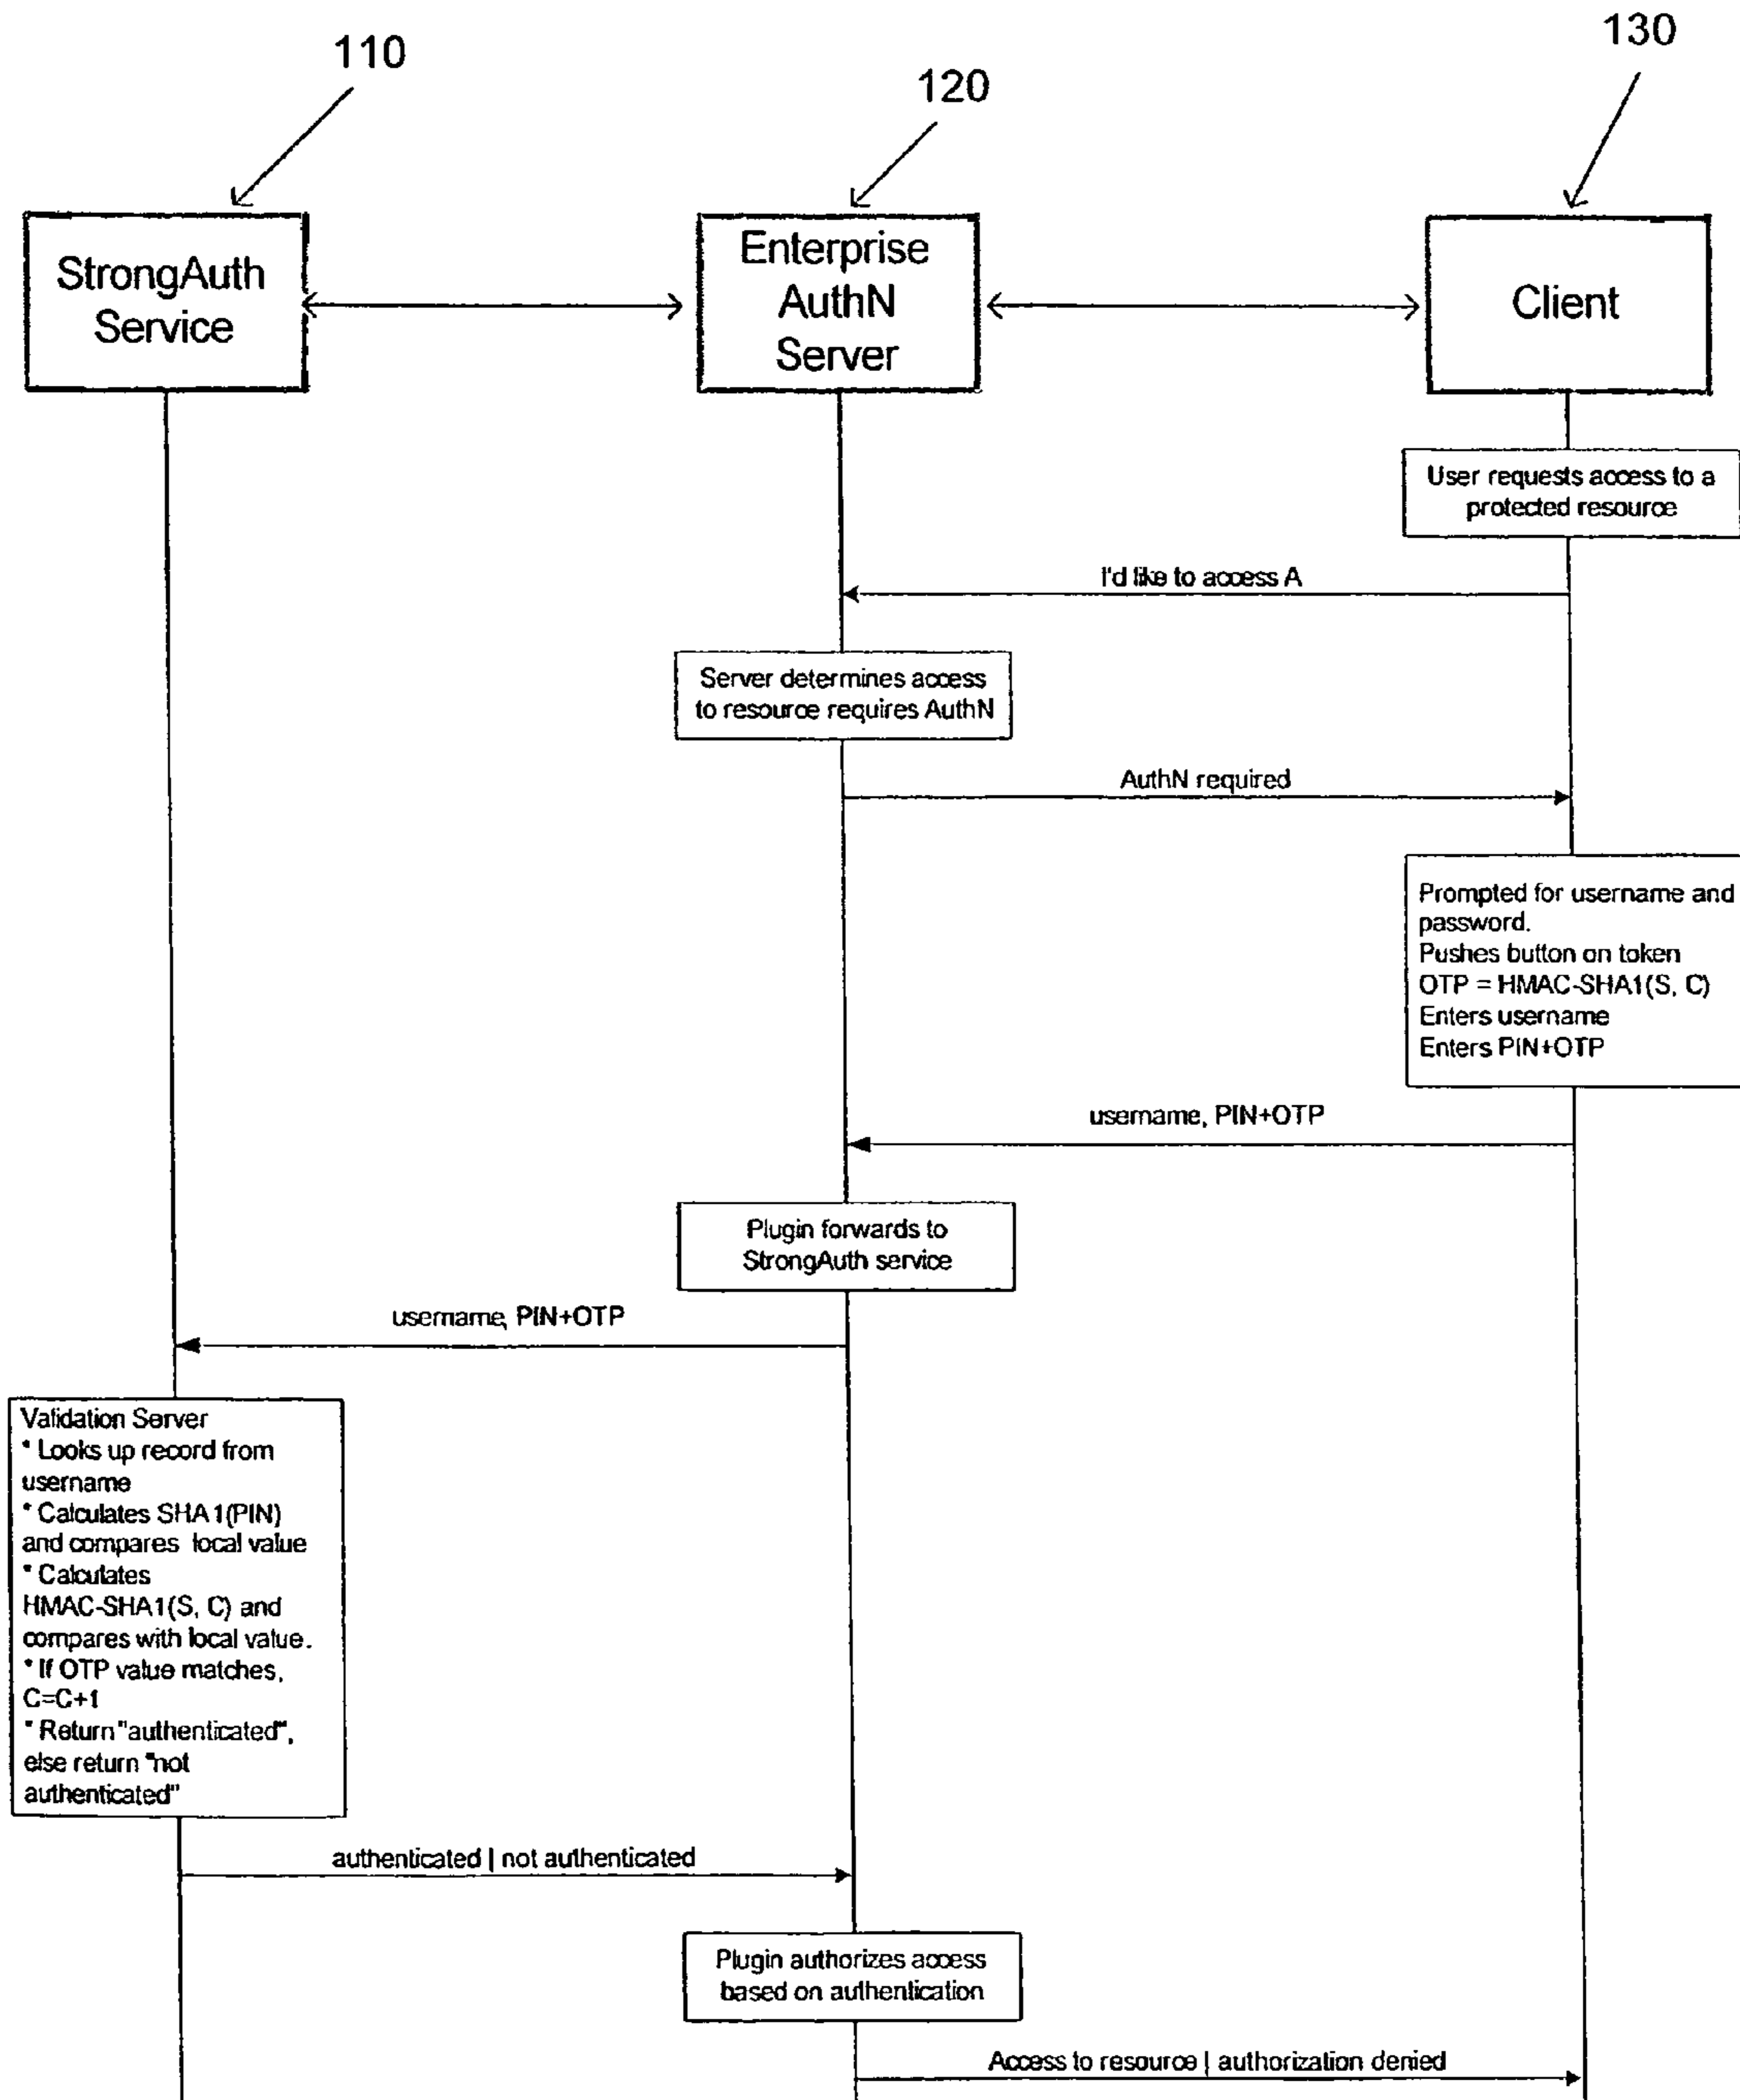 110
120
130
StrongAuth
Service
Enterprise
AuthN
Server
Client
User requests access to a
protected resource
I'd like to access A
Server determines access
to resource requires AuthN
AuthN required
Prompted for username and
password.
Pushes button on token
OTP = HMAC-SHA1(S, C)
Enters username
Enters PIN+OTP
username, PIN+OTP
Plugin forwards to
StrongAuth service
username, PIN+OTP
Validation Server
* Looks up record from
username
* Calculates SHA1(PIN)
and compares local value
* Calculates
HMAC-SHA1(S, C) and
compares with local value.
* If OTP value matches,
C=C+1
* Return "authenticated",
else return "not
authenticated"
authenticated | not authenticated
Plugin authorizes access
based on authentication
Access to resource | authorization denied